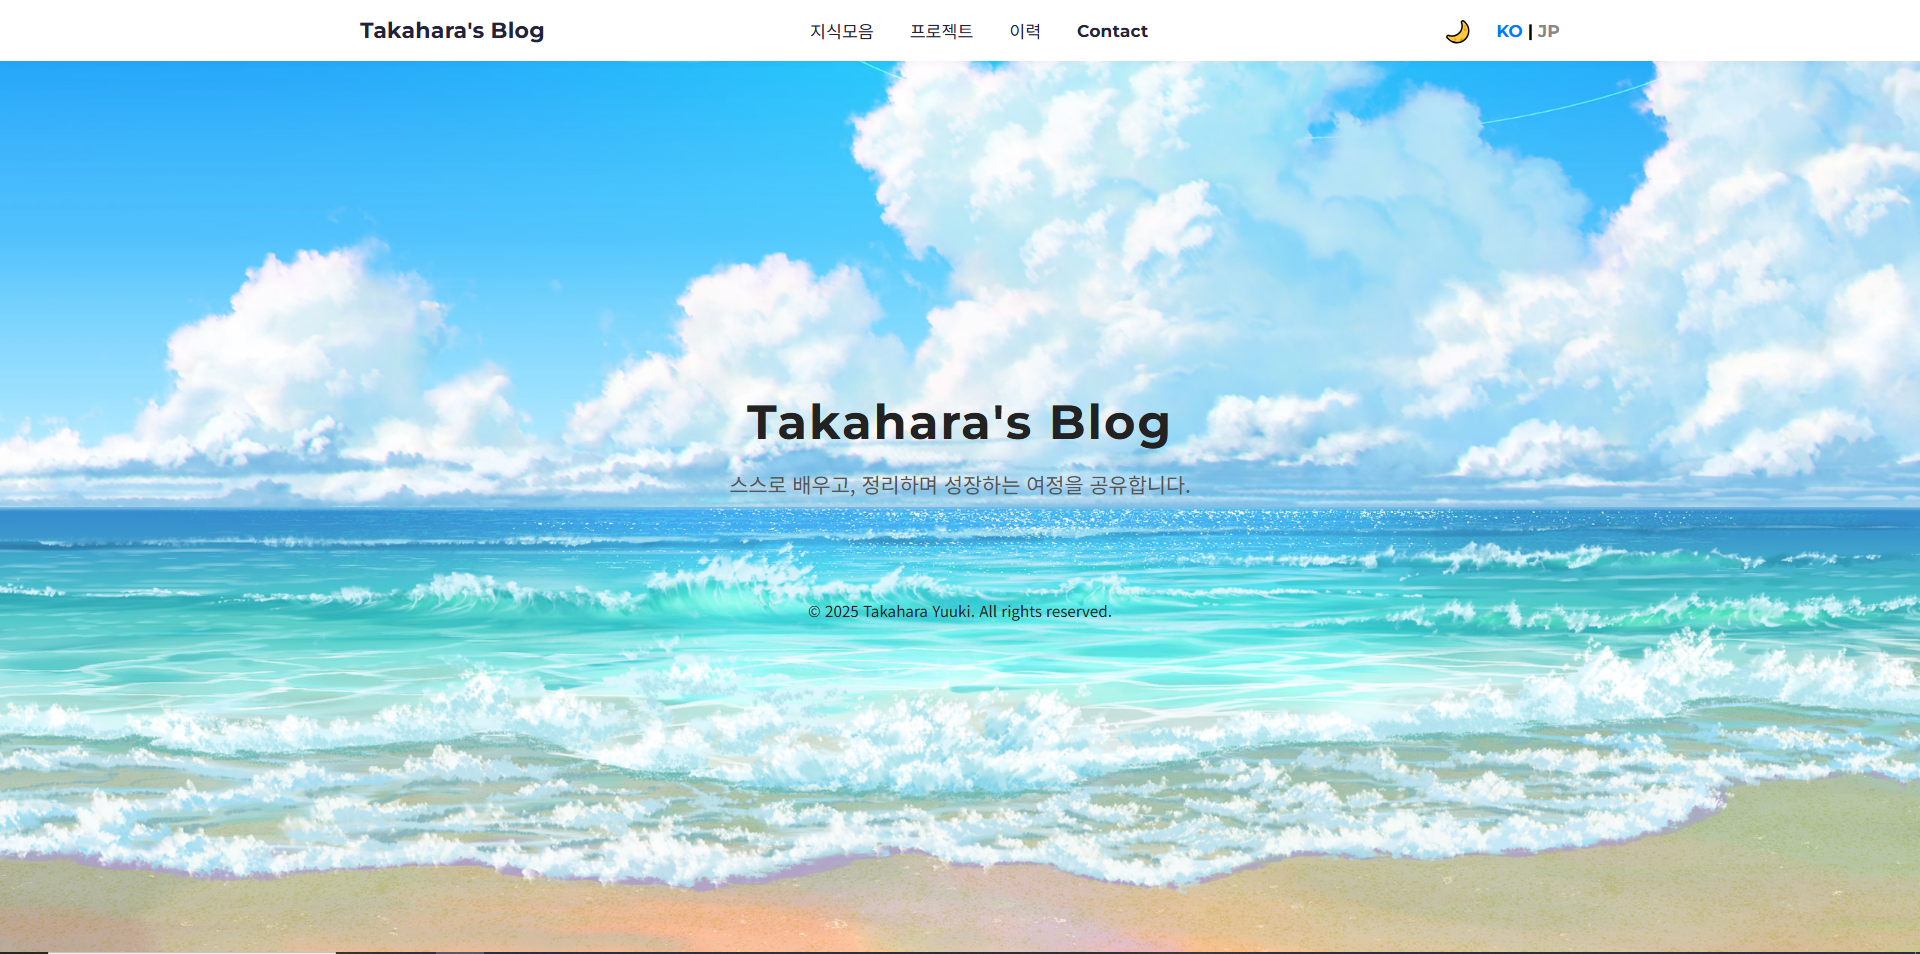 Takahara's Blog
지식모음 프로젝트 이력 Contact
KO | JP
Takahara's Blog
스스로 배우고, 정리하며 성장하는 여정을 공유합니다.
© 2025 Takahara Yuuki. All rights reserved.